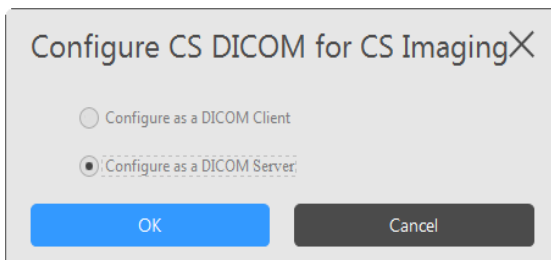 Configure CS DICOM for CS Imaging
Configure as a DICOM Client
Configure as a DICOM Server
OK
Cancel